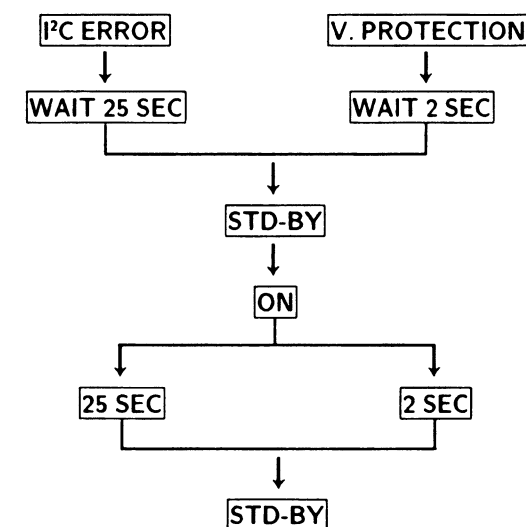 I²C ERROR
V. PROTECTION
WAIT 25 SEC
WAIT 2 SEC
STD-BY
ON
25 SEC
2 SEC
STD-BY